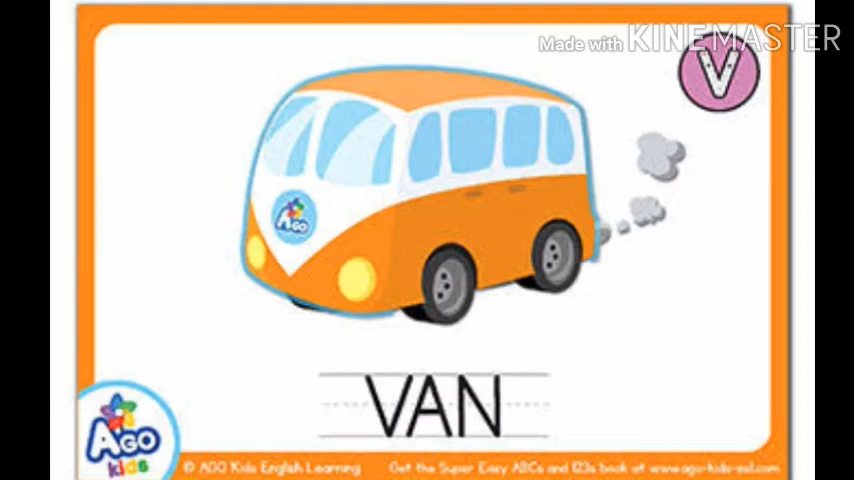 Made with KINEMASTER
V
AGO
VAN
AGO
kids
© AGO Kids English Learning
Get the Super Easy ABCs and 123s book at www.ago-kids-esl.com